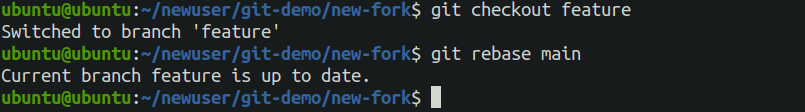 ubuntu@ubuntu:~/newuser/git-demo/new-fork$ git checkout feature
Switched to branch 'feature'
ubuntu@ubuntu:~/newuser/git-demo/new-fork$ git rebase main
Current branch feature is up to date.
ubuntu@ubuntu:~/newuser/git-demo/new-fork$